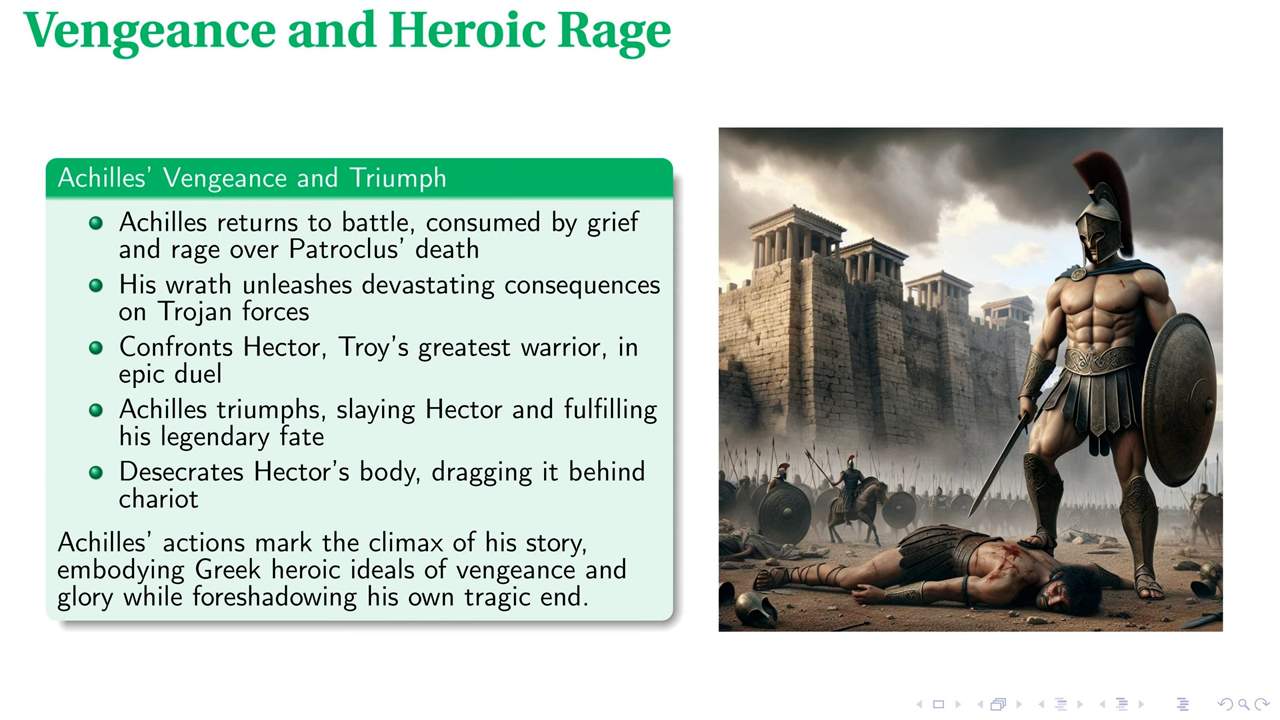 Vengeance and Heroic Rage
Achilles’ Vengeance and Triumph
Achilles returns to battle, consumed by grief
and rage over Patroclus’ death
His wrath unleashes devastating consequences
on Trojan forces
Confronts Hector, Troy’s greatest warrior, in
epic duel
Achilles triumphs, slaying Hector and fulfilling
his legendary fate
Desecrates Hector’s body, dragging it behind
chariot
Achilles’ actions mark the climax of his story,
embodying Greek heroic ideals of vengeance and
glory while foreshadowing his own tragic end.